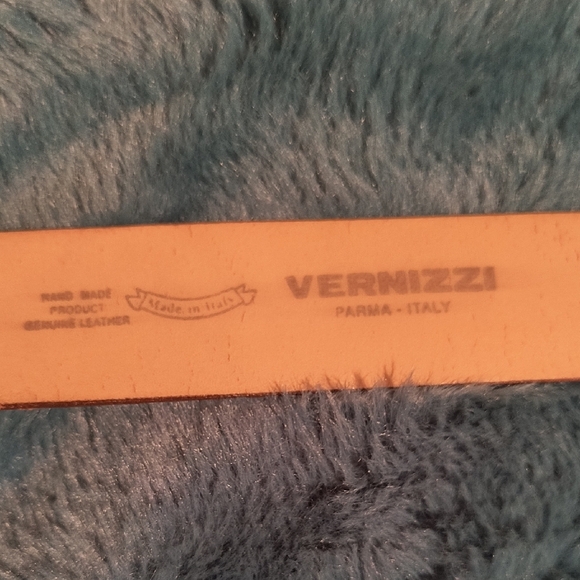 HAND MADE
PRODUCT
GENUINE LEATHER
Made in Italy
VERNIZZI
PARMA - ITALY